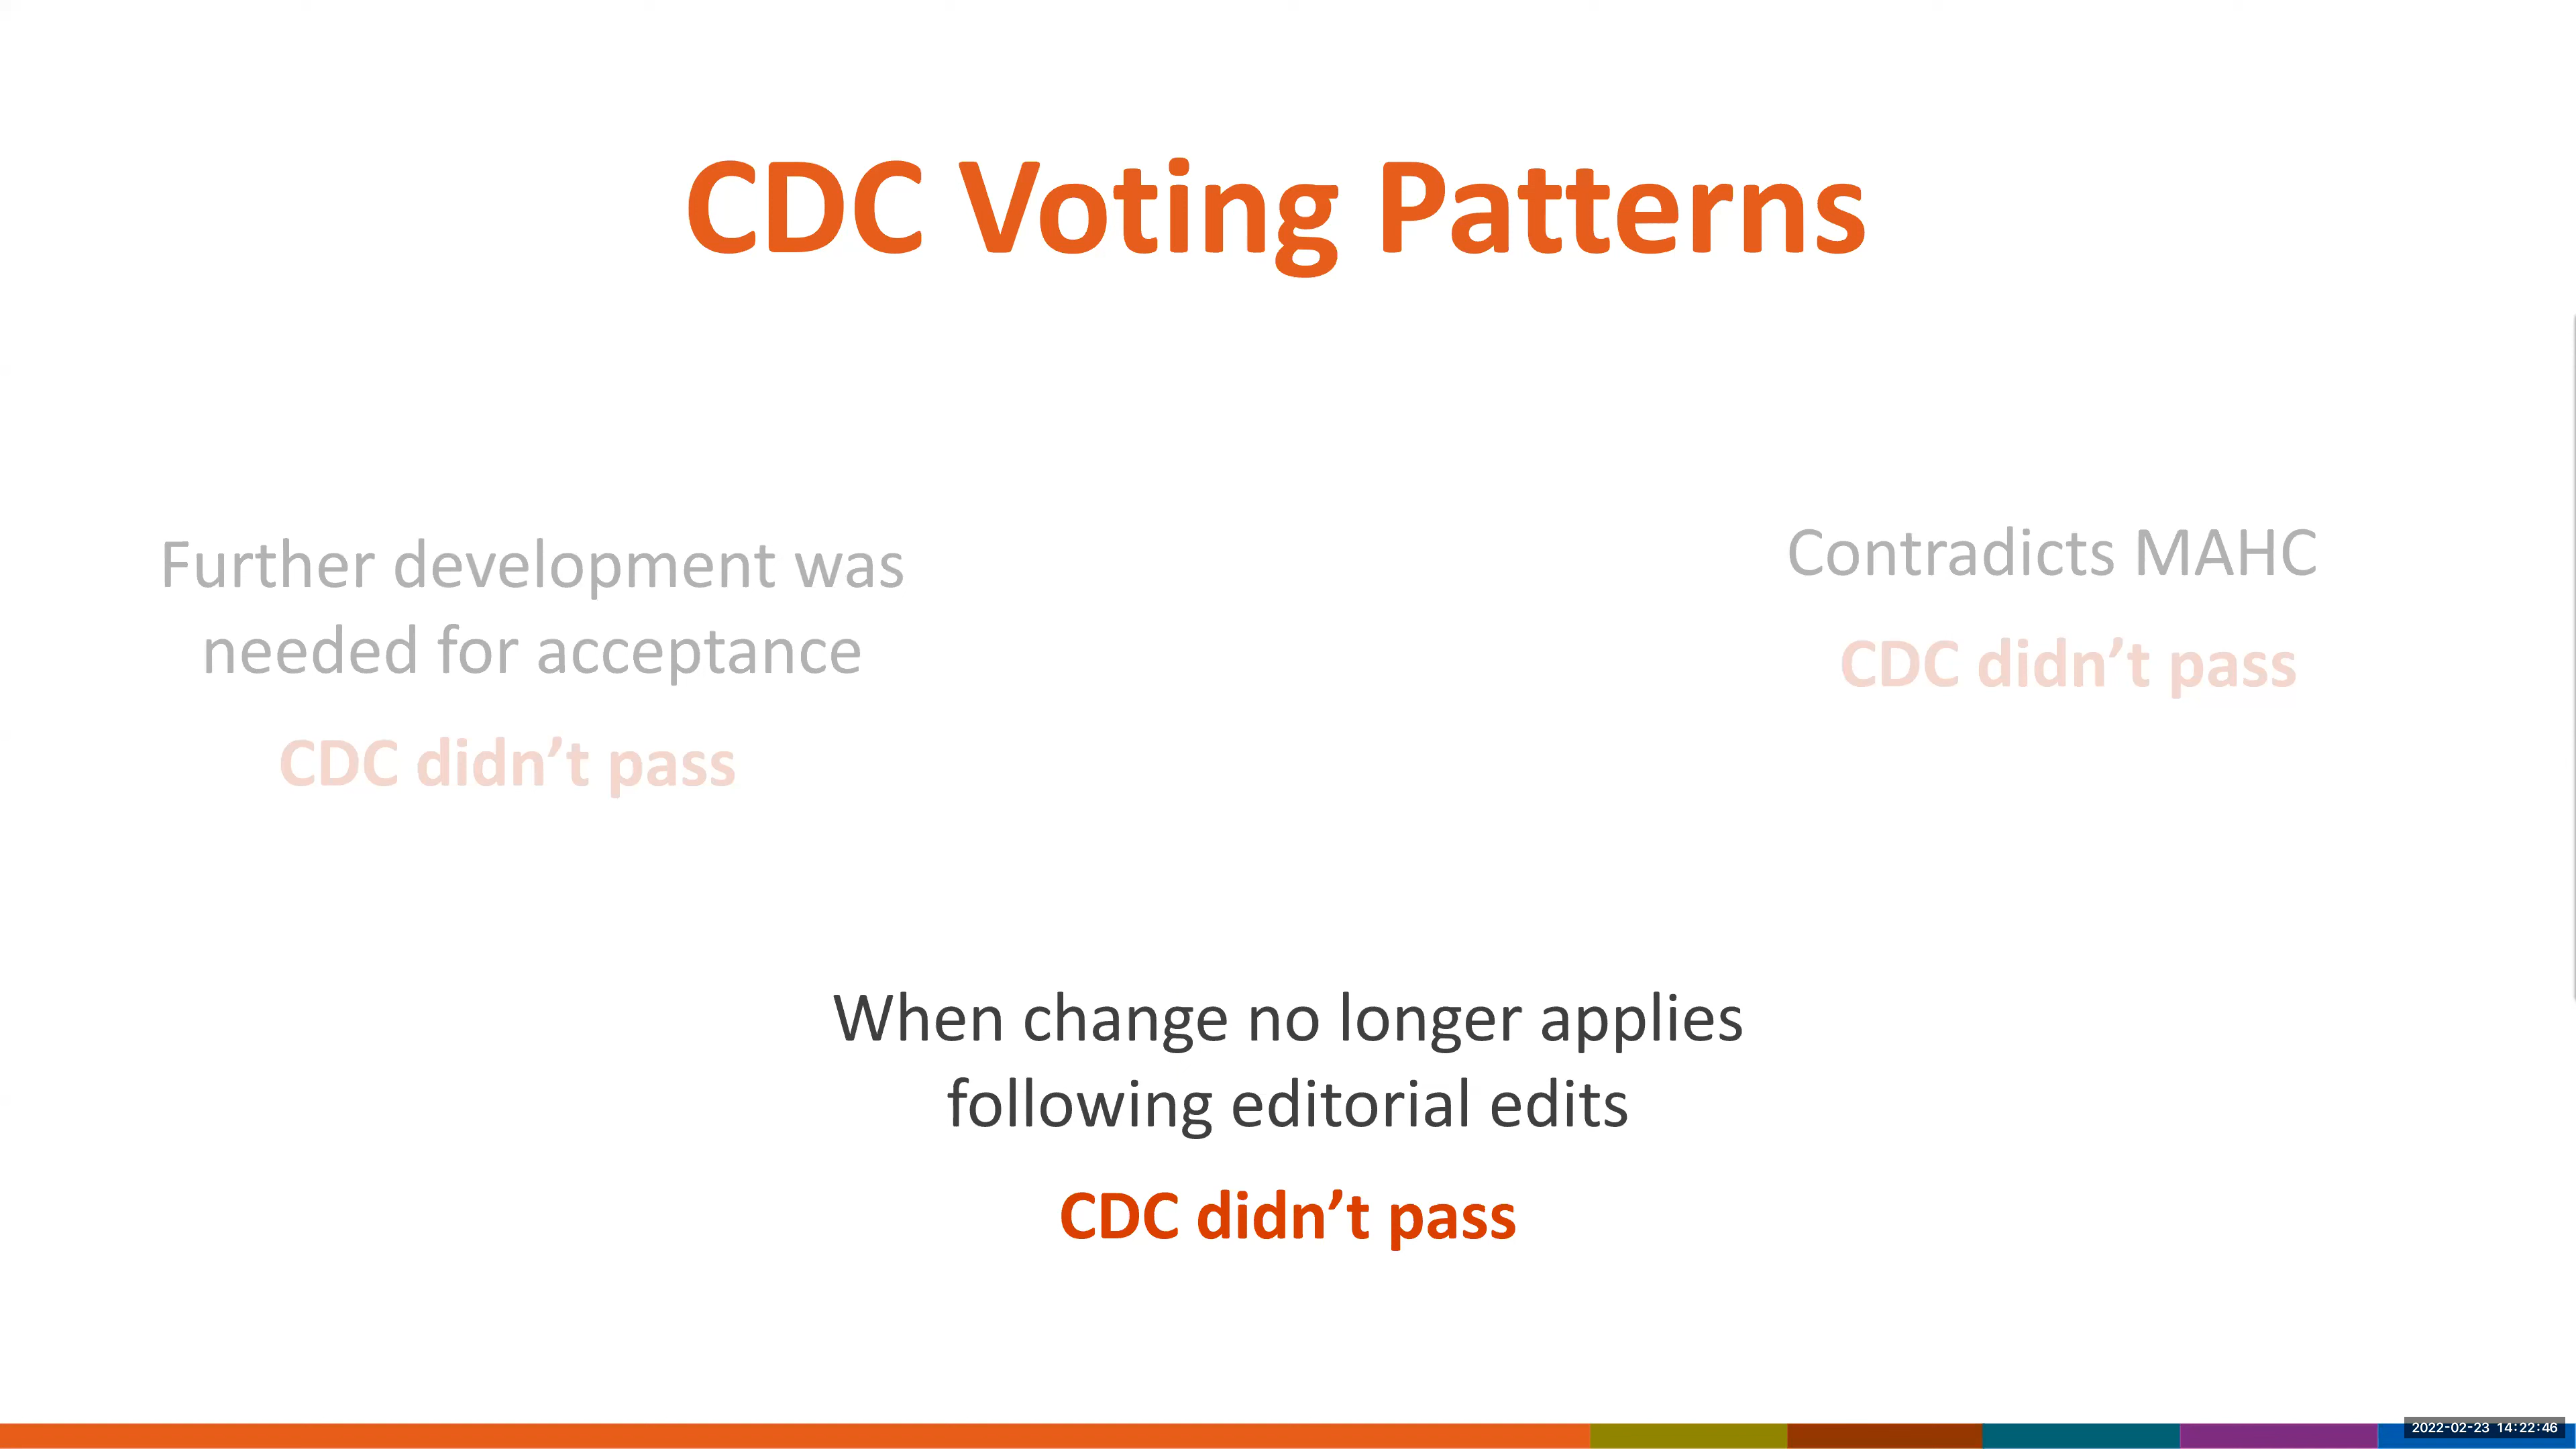 CDC Voting Patterns
Further development was
needed for acceptance
CDC didn’t pass
Contradicts MAHC
CDC didn’t pass
When change no longer applies
following editorial edits
CDC didn’t pass
2022-02-23 14:22:46